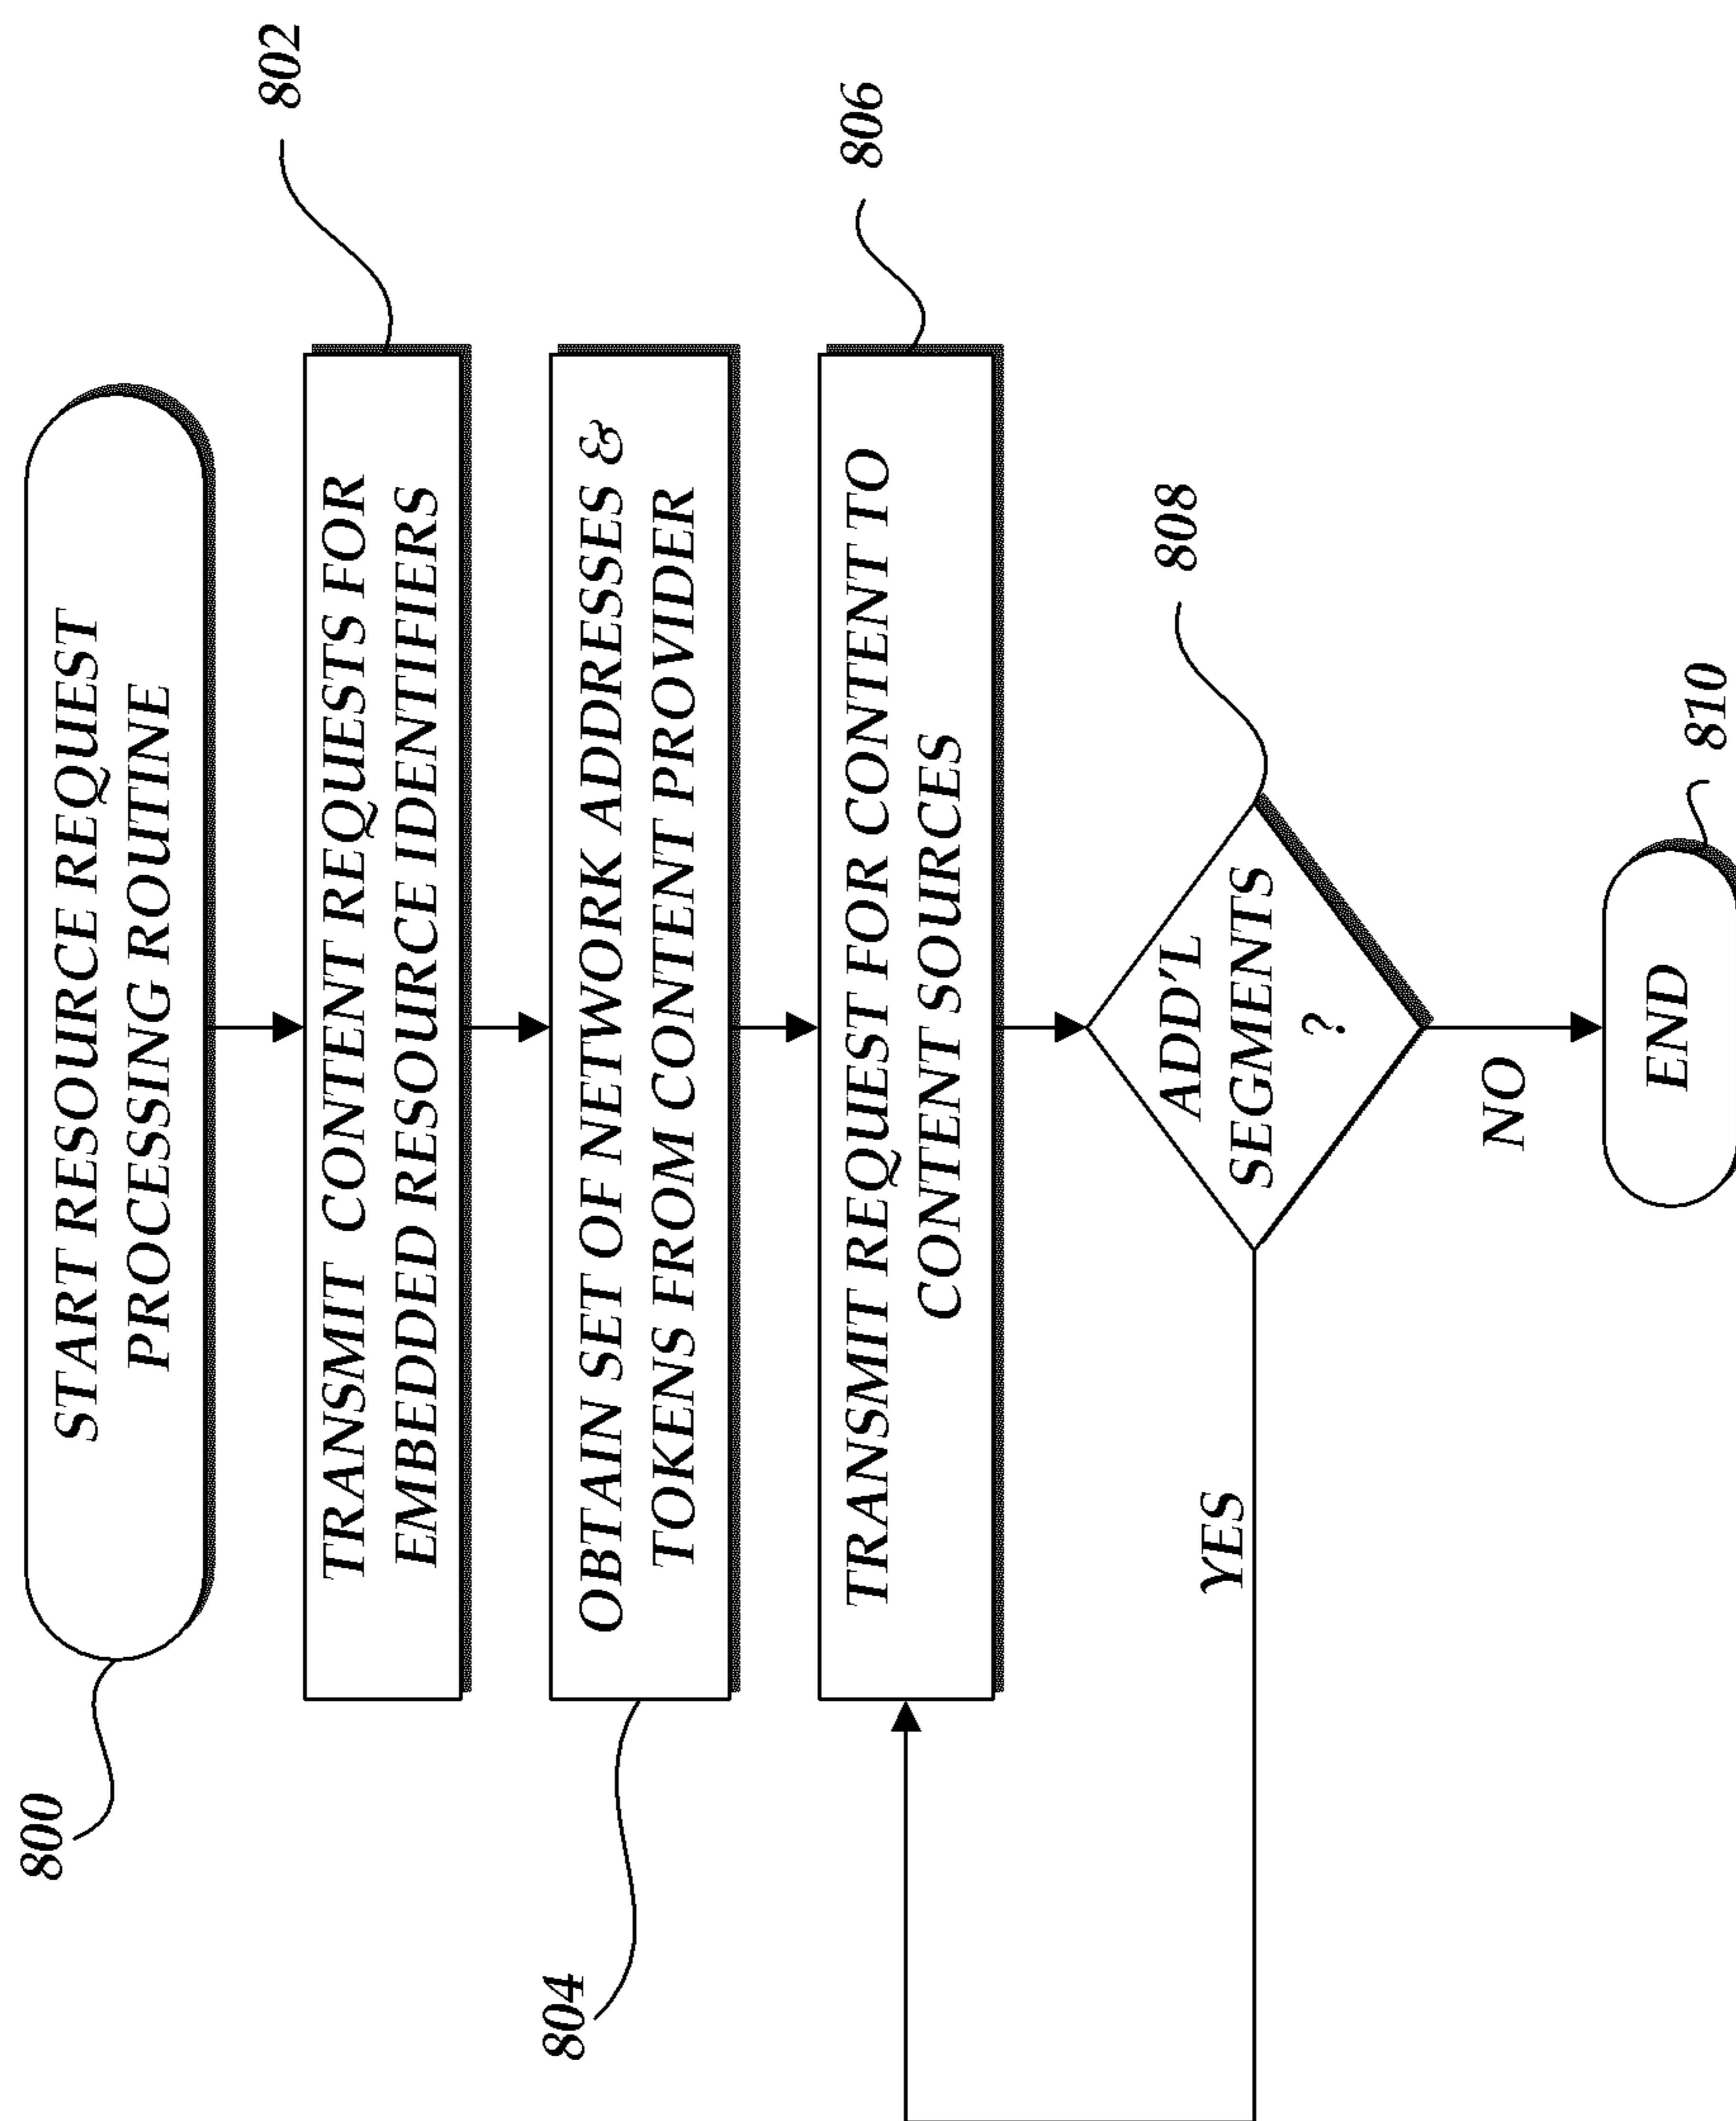 800
START RESOURCE REQUEST
PROCESSING ROUTINE
802
TRANSMIT CONTENT REQUESTS FOR
EMBEDDED RESOURCE IDENTIFIERS
804
OBTAIN SET OF NETWORK ADDRESSES &
TOKENS FROM CONTENT PROVIDER
806
TRANSMIT REQUEST FOR CONTENT TO
CONTENT SOURCES
808
ADD'L
SEGMENTS
?
YES
NO
810
END